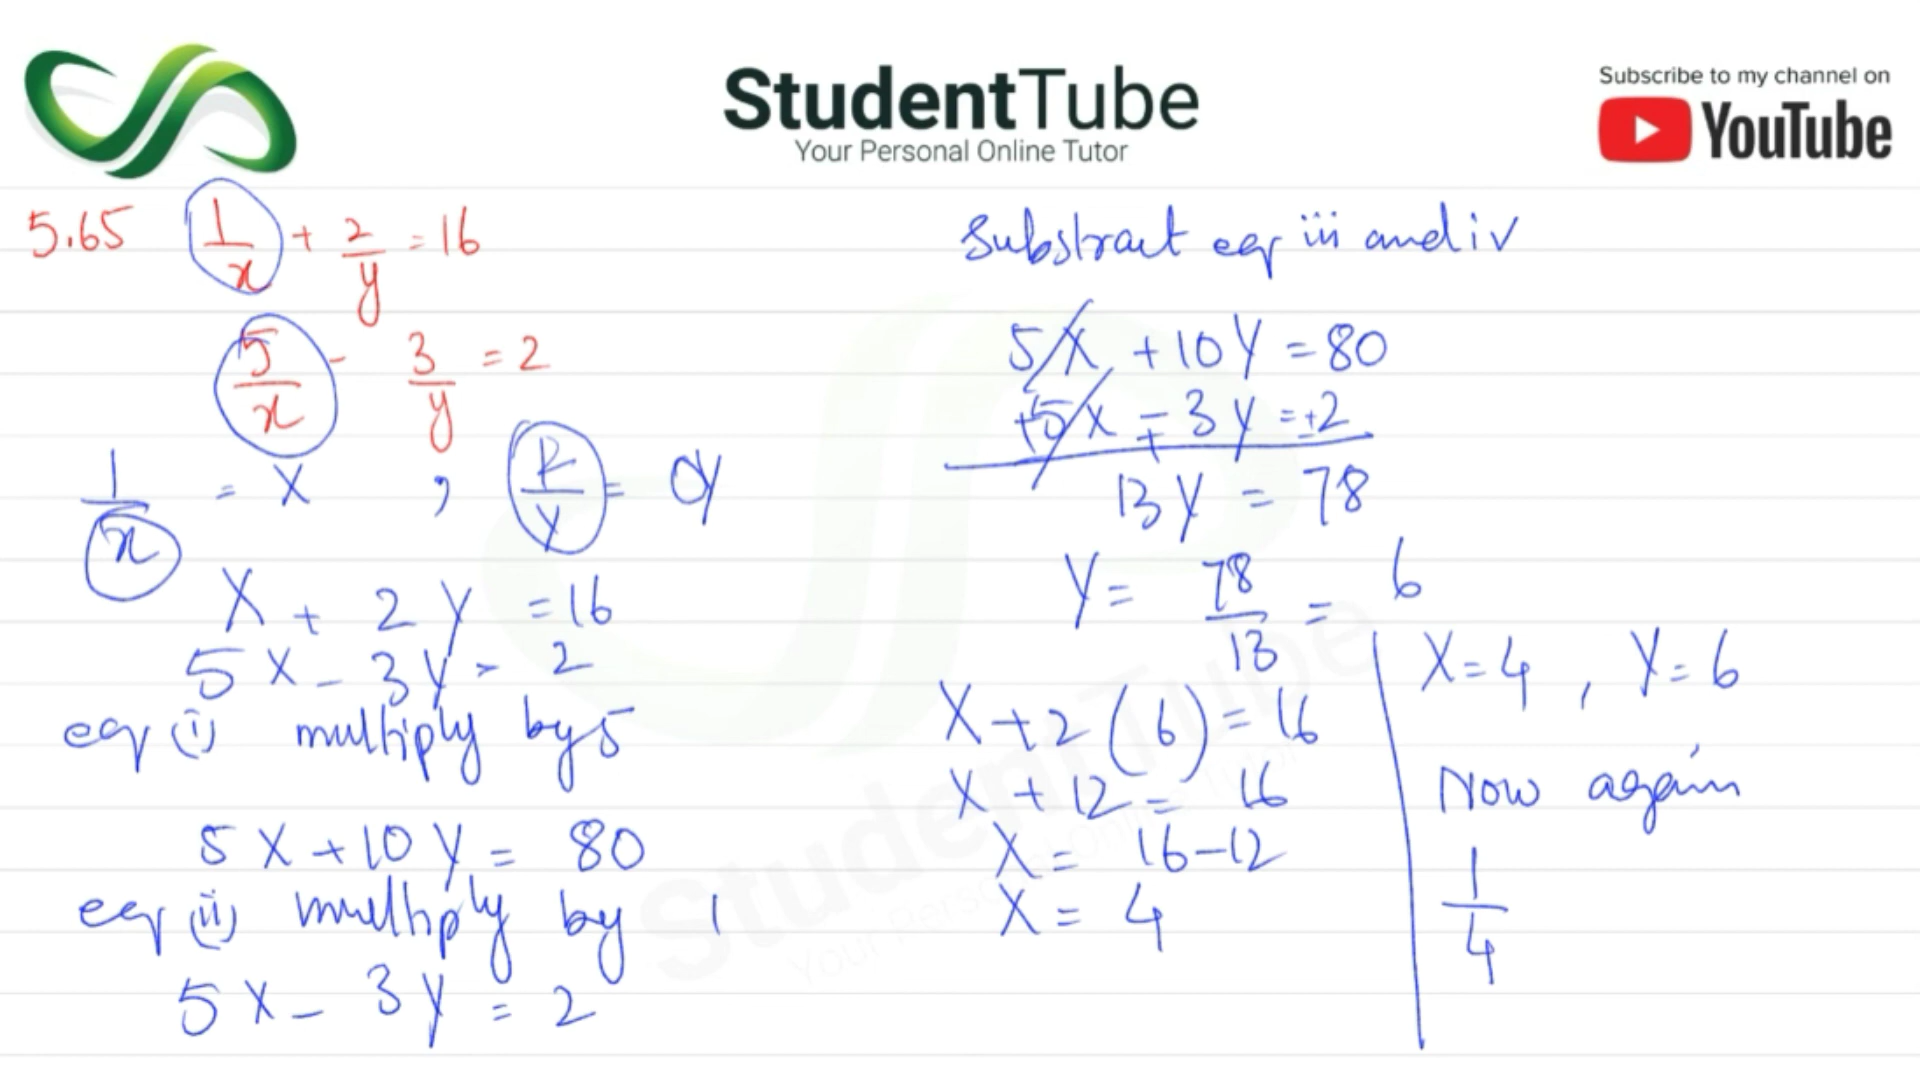 StudentTube
Your Personal Online Tutor
Subscribe to my channel on
YouTube
5.65 1/x + 2/y = 16
5/x - 3/y = 2
1/x = X , /y = Y
X + 2Y = 16
5X - 3Y = 2
eq (i) multiply by 5
5X + 10Y = 80
eq (ii) multiply by 1
5X - 3Y = 2
Substract eq iii and iv
5X + 10Y = 80
±5X ∓ 3Y = ±2
13Y = 78
Y = 78/13 = 6
X + 2(6) = 16
X + 12 = 16
X = 16-12
X = 4
X = 4 , Y = 6
Now again
1/4
StudentTube